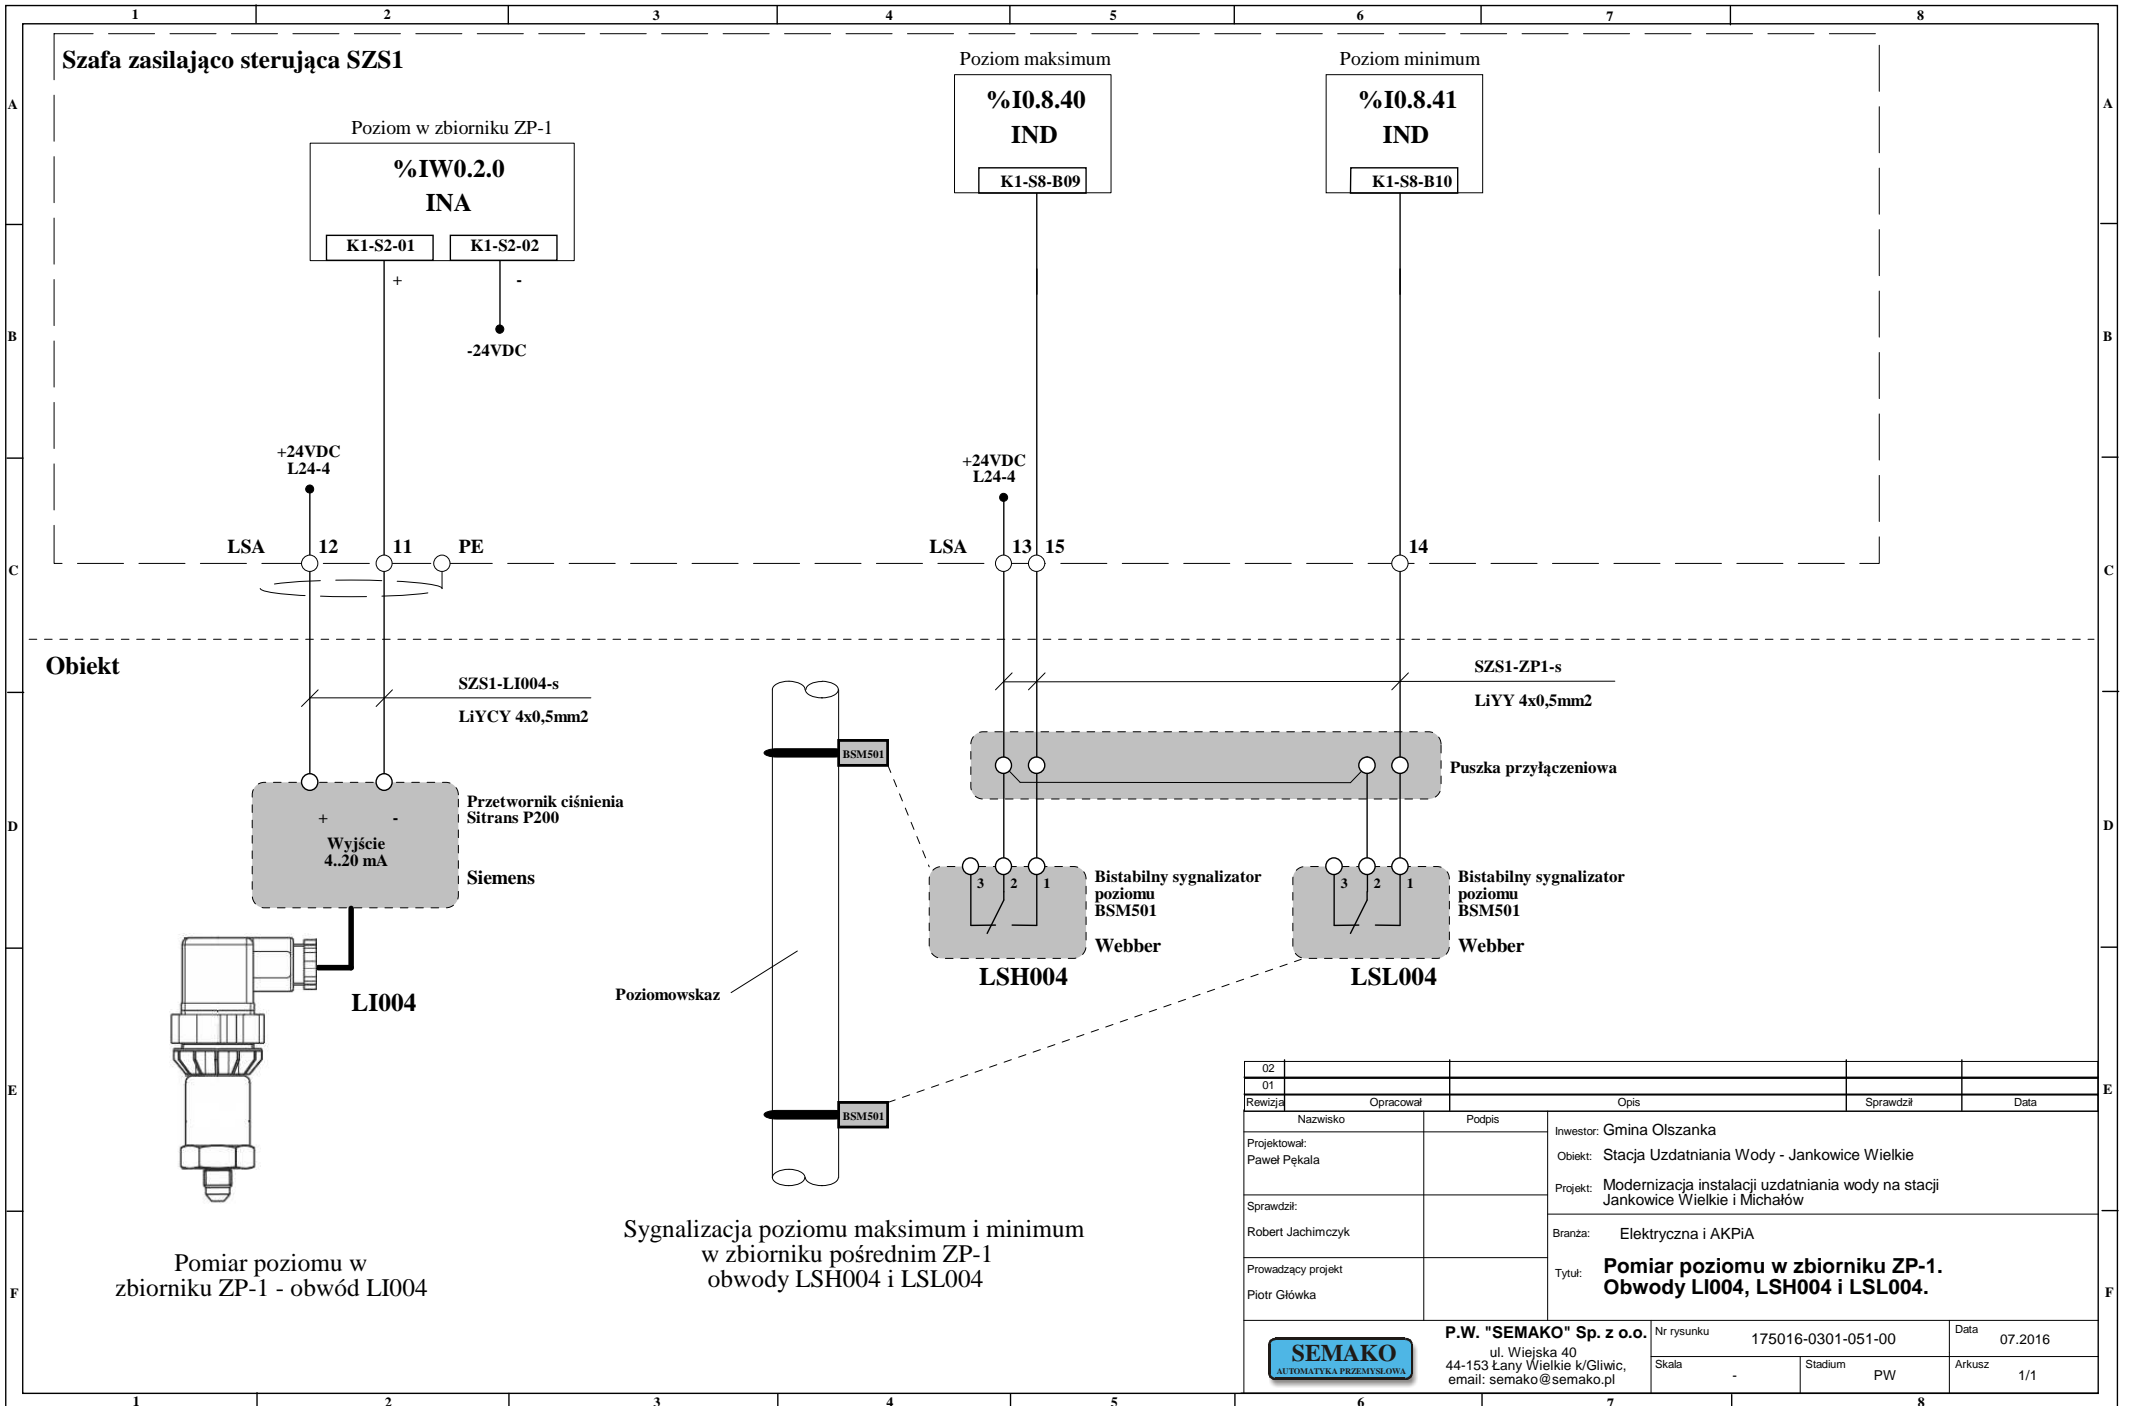 1 2 3 4 5 6 7 8
A A
B B
C C
D D
E E
F F
Szafa zasilająco sterująca SZS1
Poziom w zbiorniku ZP-1
%IW0.2.0
INA
K1-S2-01 K1-S2-02
+ -
-24VDC
Poziom maksimum
%I0.8.40
IND
K1-S8-B09
Poziom minimum
%I0.8.41
IND
K1-S8-B10
+24VDC
L24-4
LSA 12 11 PE
+24VDC
L24-4
LSA 13 15 14
Obiekt
SZS1-LI004-s
LiYCY 4x0,5mm2
SZS1-ZP1-s
LiYY 4x0,5mm2
Puszka przyłączeniowa
+ -
Wyjście
4..20 mA
Przetwornik ciśnienia
Sitrans P200
Siemens
LI004
BSM501
Poziomowskaz
BSM501
3 2 1
Bistabilny sygnalizator
poziomu
BSM501
Webber
LSH004
3 2 1
Bistabilny sygnalizator
poziomu
BSM501
Webber
LSL004
Pomiar poziomu w
zbiorniku ZP-1 - obwód LI004
Sygnalizacja poziomu maksimum i minimum
w zbiorniku pośrednim ZP-1
obwody LSH004 i LSL004
02
01
Rewizja Opracował Opis Sprawdził Data
Nazwisko Podpis
Projektował:
Paweł Pękala
Sprawdził:
Robert Jachimczyk
Prowadzący projekt
Piotr Główka
Inwestor: Gmina Olszanka
Obiekt: Stacja Uzdatniania Wody - Jankowice Wielkie
Projekt: Modernizacja instalacji uzdatniania wody na stacji
Jankowice Wielkie i Michałów
Branża: Elektryczna i AKPiA
Tytuł: Pomiar poziomu w zbiorniku ZP-1.
Obwody LI004, LSH004 i LSL004.
SEMAKO
AUTOMATYKA PRZEMYSŁOWA
P.W. "SEMAKO" Sp. z o.o.
ul. Wiejska 40
44-153 Łany Wielkie k/Gliwic,
email: semako@semako.pl
Nr rysunku 175016-0301-051-00
Data 07.2016
Skala -
Stadium PW
Arkusz 1/1
1 2 3 4 5 6 7 8